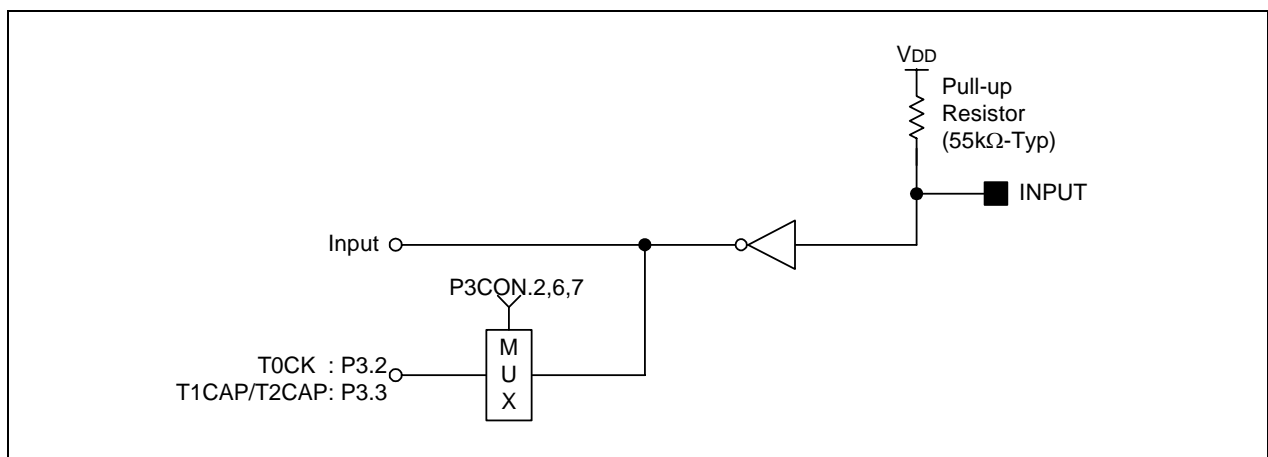 VDD
Pull-up
Resistor
(55kΩ-Typ)
INPUT
Input
P3CON.2,6,7
M
U
X
T0CK : P3.2
T1CAP/T2CAP: P3.3